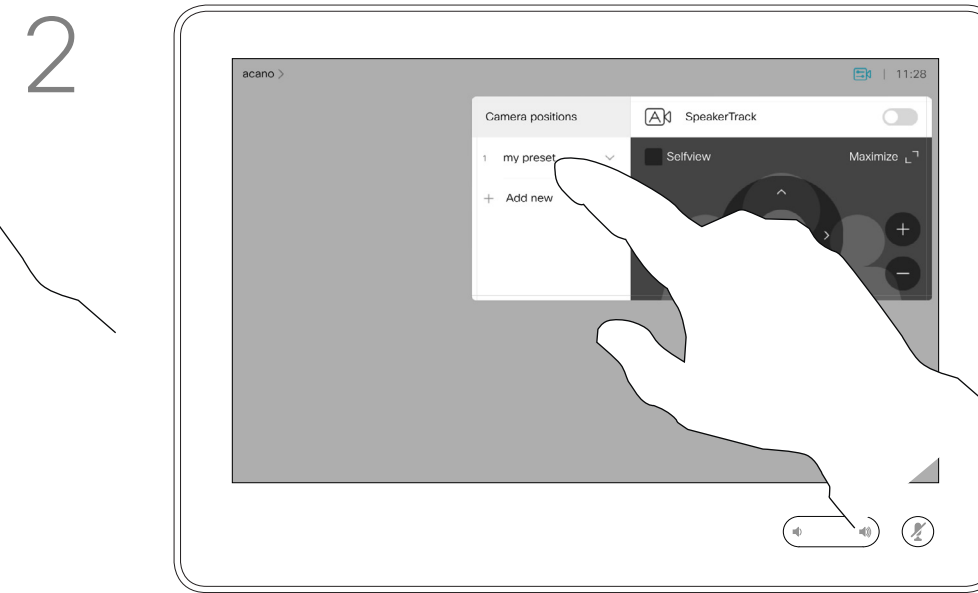 2
acano >
11:28
Camera positions
SpeakerTrack
1 my preset
Selfview
Maximize
+ Add new